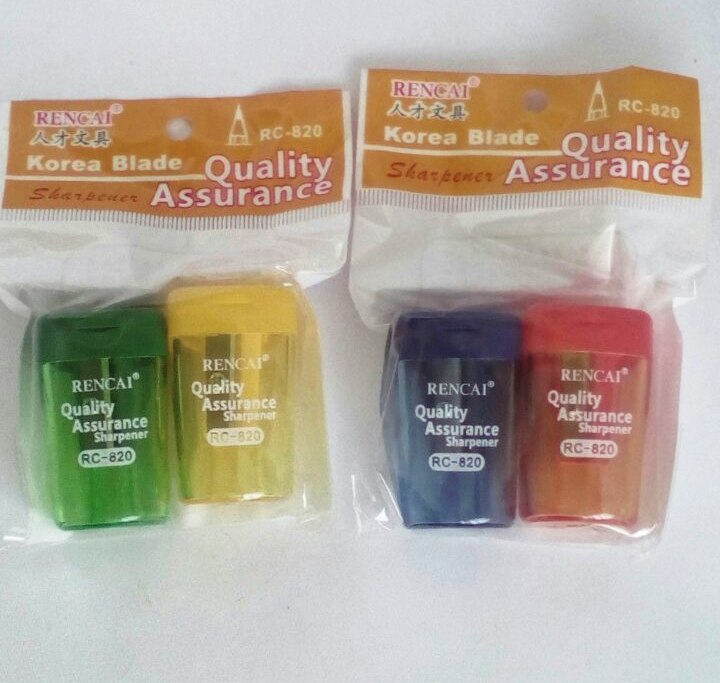 RENCAI®
人才文具
RC-820
Korea Blade
Quality
Sharpener
Assurance
RENCAI®
人才文具
RC-820
Korea Blade
Quality
Sharpener
Assurance
RENCAI®
Quality
Assurance
Sharpener
RC-820
RENCAI®
Quality
Assurance
Sharpener
RC-820
RENCAI®
Quality
Assurance
Sharpener
RC-820
RENCAI®
Quality
Assurance
Sharpener
RC-820